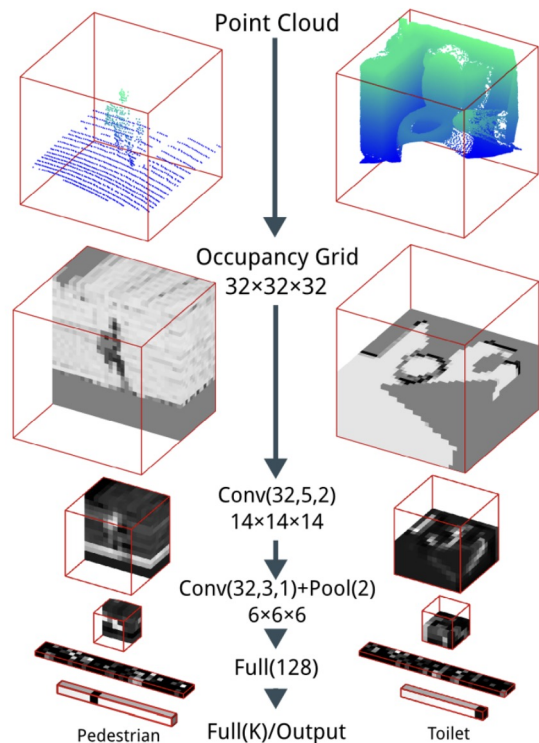 Point Cloud
Occupancy Grid
32×32×32
Conv(32,5,2)
14×14×14
Conv(32,3,1)+Pool(2)
6×6×6
Full(128)
Full(K)/Output
Pedestrian
Toilet